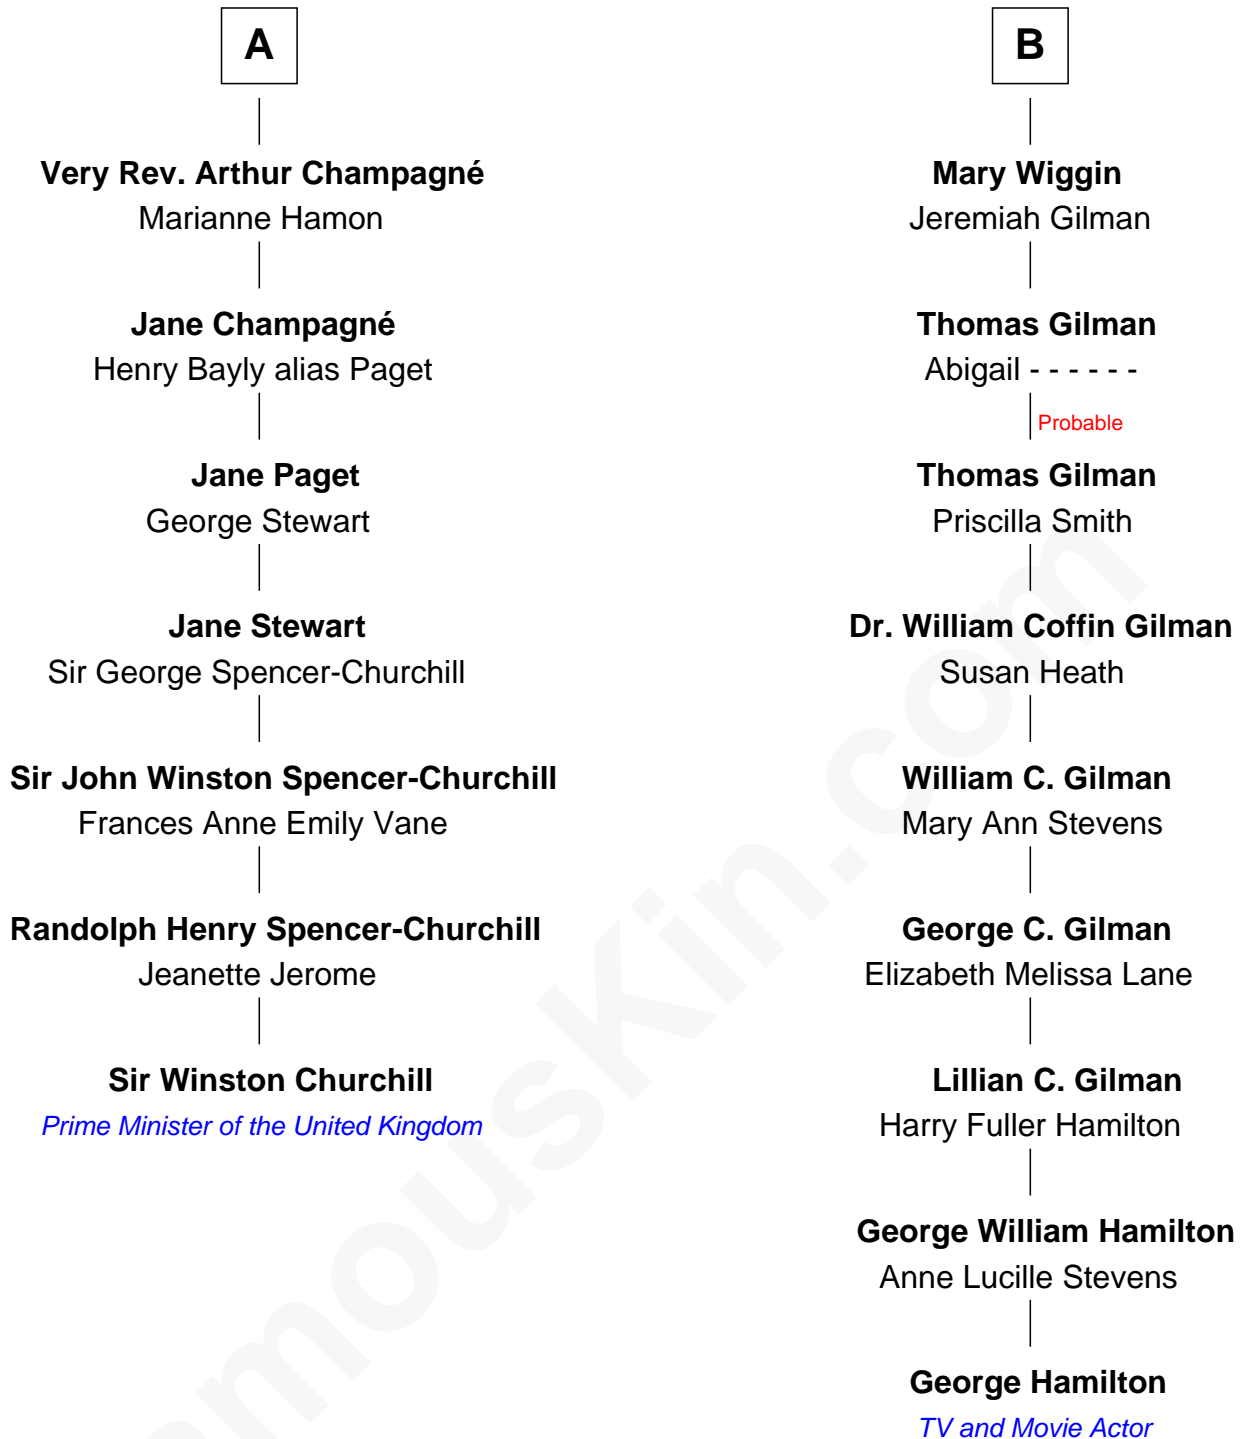 A
Very Rev. Arthur Champagné
Marianne Hamon
Jane Champagné
Henry Bayly alias Paget
Jane Paget
George Stewart
Jane Stewart
Sir George Spencer-Churchill
Sir John Winston Spencer-Churchill
Frances Anne Emily Vane
Randolph Henry Spencer-Churchill
Jeanette Jerome
Sir Winston Churchill
Prime Minister of the United Kingdom
B
Mary Wiggin
Jeremiah Gilman
Thomas Gilman
Abigail - - - - - -
Probable
Thomas Gilman
Priscilla Smith
Dr. William Coffin Gilman
Susan Heath
William C. Gilman
Mary Ann Stevens
George C. Gilman
Elizabeth Melissa Lane
Lillian C. Gilman
Harry Fuller Hamilton
George William Hamilton
Anne Lucille Stevens
George Hamilton
TV and Movie Actor
amouskin.com